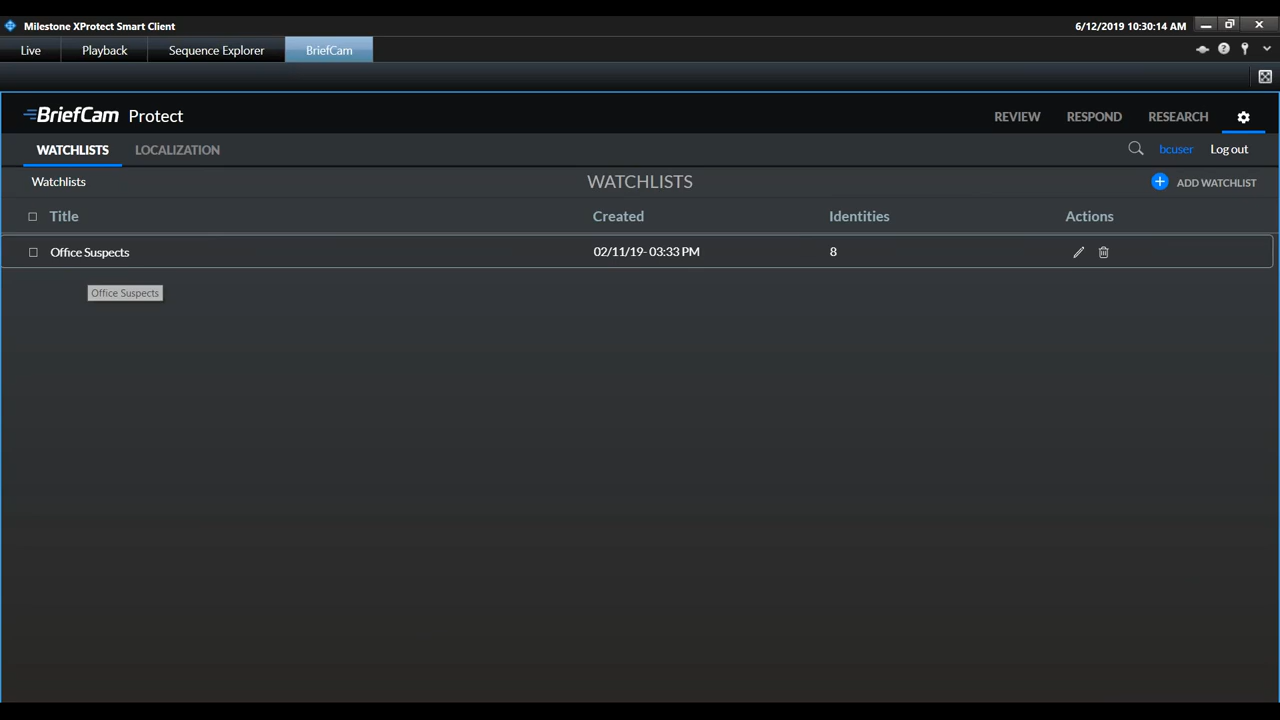 Milestone XProtect Smart Client 6/12/2019 10:30:14 AM
Live Playback Sequence Explorer BriefCam
BriefCam Protect REVIEW RESPOND RESEARCH
WATCHLISTS LOCALIZATION bcuser Log out
Watchlists WATCHLISTS ADD WATCHLIST
Title Created Identities Actions
Office Suspects 02/11/19- 03:33 PM 8
Office Suspects